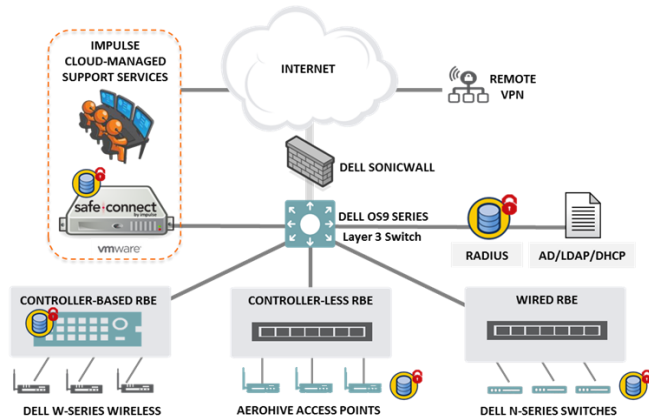 IMPULSE
CLOUD-MANAGED
SUPPORT SERVICES
INTERNET
REMOTE
VPN
DELL SONICWALL
safe connect
by impulse
vmware
DELL OS9 SERIES
Layer 3 Switch
RADIUS
AD/LDAP/DHCP
CONTROLLER-BASED RBE
CONTROLLER-LESS RBE
WIRED RBE
DELL W-SERIES WIRELESS
AEROHIVE ACCESS POINTS
DELL N-SERIES SWITCHES